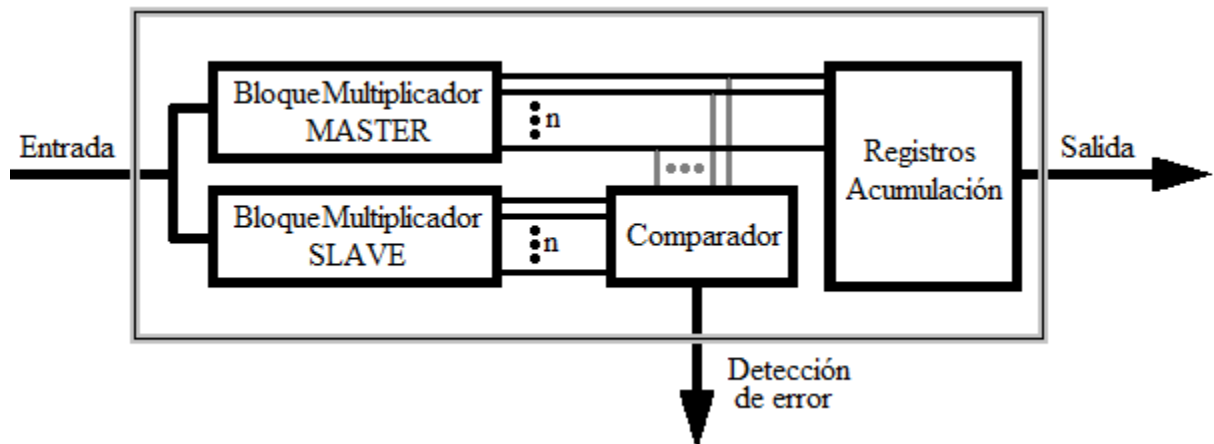 Entrada
BloqueMultiplicador
MASTER
n
BloqueMultiplicador
SLAVE
n
Comparador
Registros
Acumulación
Salida
Detección
de error